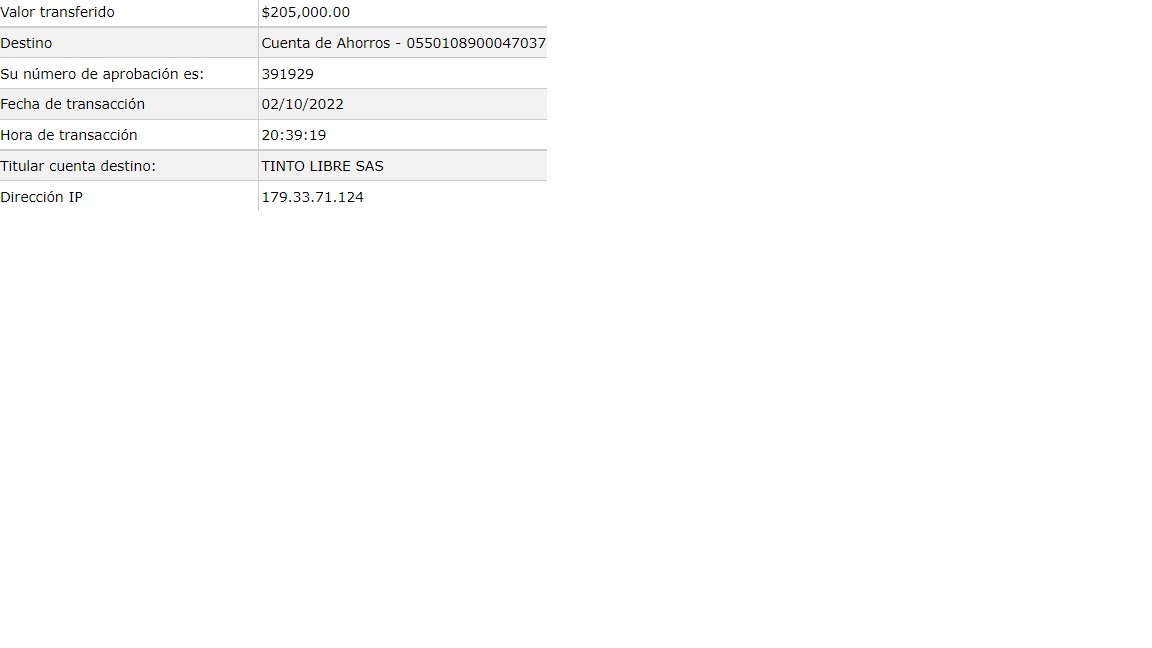 Valor transferido $205,000.00
Destino Cuenta de Ahorros - 0550108900047037
Su número de aprobación es: 391929
Fecha de transacción 02/10/2022
Hora de transacción 20:39:19
Titular cuenta destino: TINTO LIBRE SAS
Dirección IP 179.33.71.124